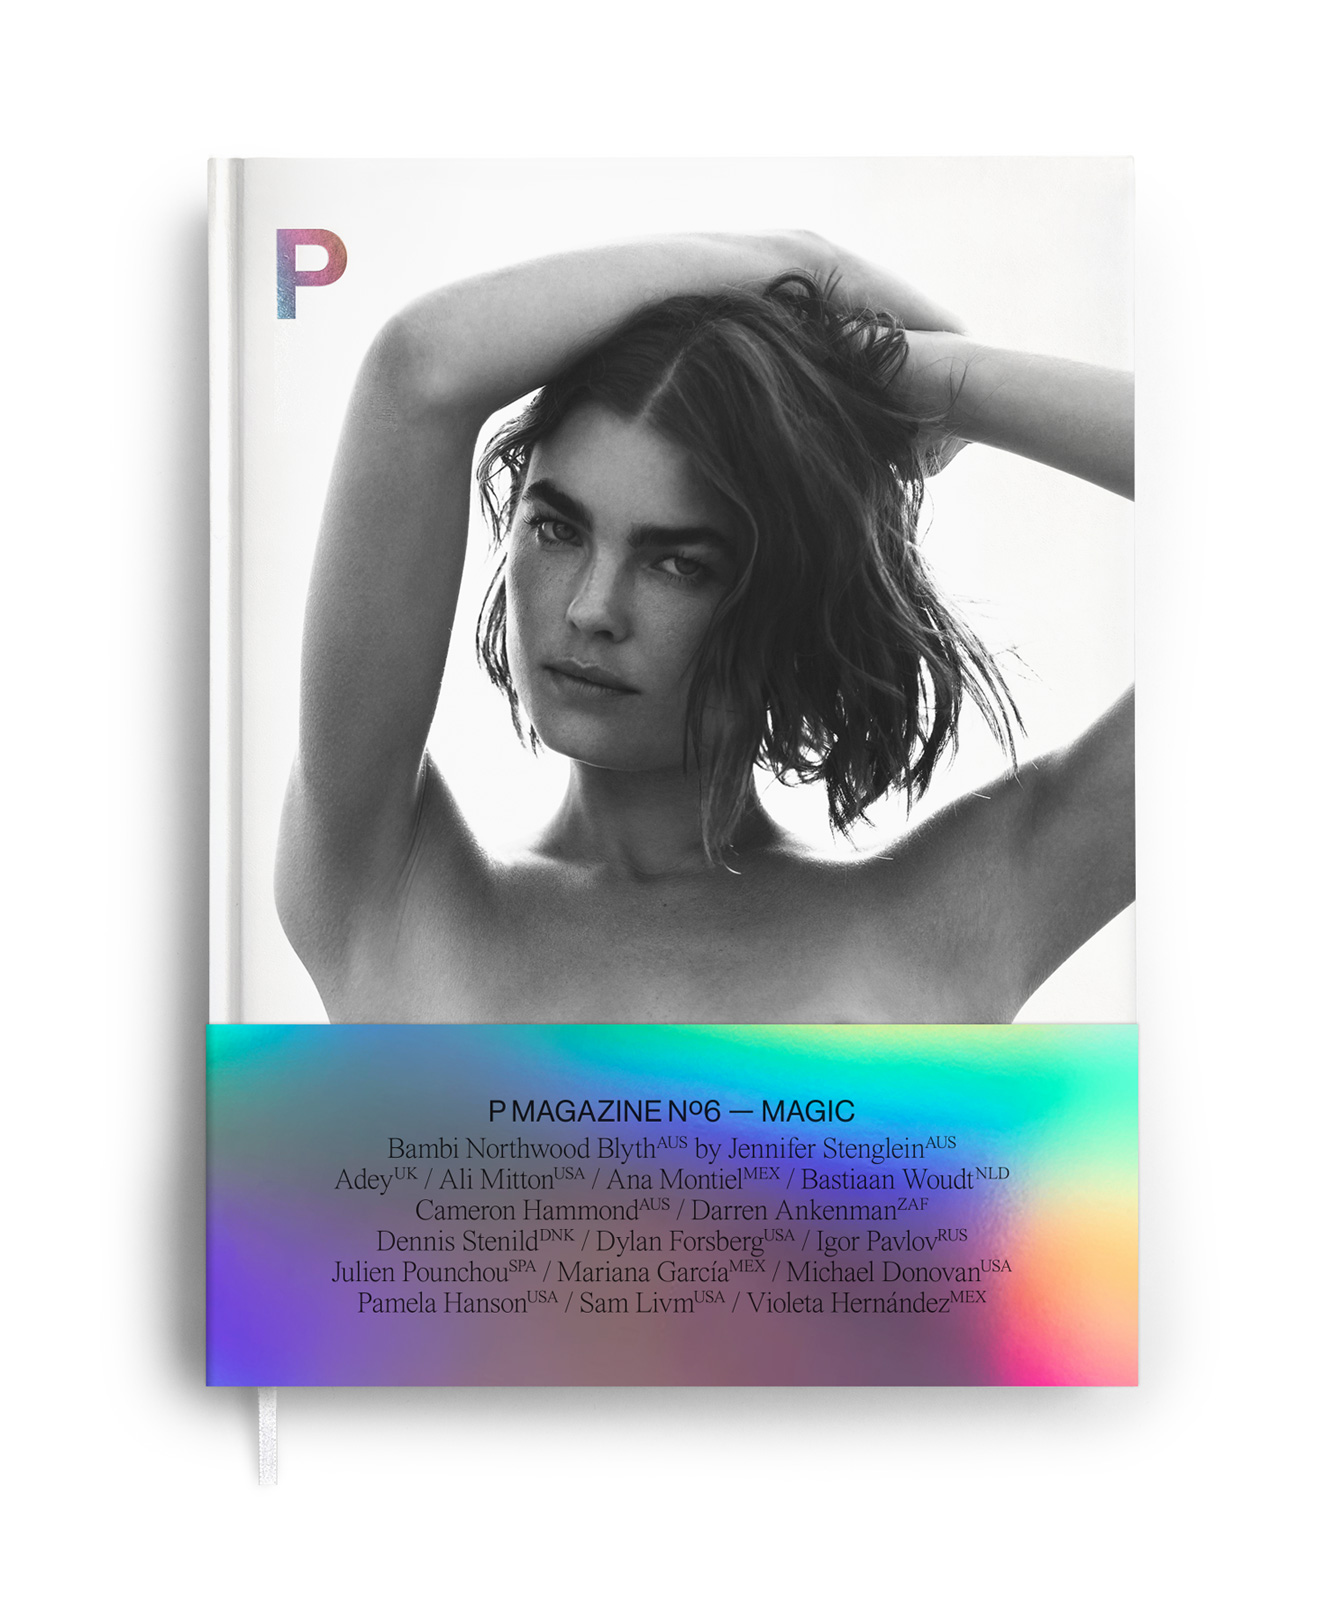 P
P MAGAZINE Nº6 — MAGIC
Bambi Northwood Blythᴬᵁˢ by Jennifer Stengleinᴬᵁˢ
Adeyᵁᴷ / Ali Mittonᵁˢᴬ / Ana Montielᴹᴱˣ / Bastiaan Woudtᴺᴸᴰ
Cameron Hammondᴬᵁˢ / Darren Ankenmanᶻᴬꟳ
Dennis Stenildᴰᴺᴷ / Dylan Forsbergᵁˢᴬ / Igor Pavlovᴿᵁˢ
Julien Pounchouˢᴾᴬ / Mariana Garcíaᴹᴱˣ / Michael Donovanᵁˢᴬ
Pamela Hansonᵁˢᴬ / Sam Livmᵁˢᴬ / Violeta Hernándezᴹᴱˣ